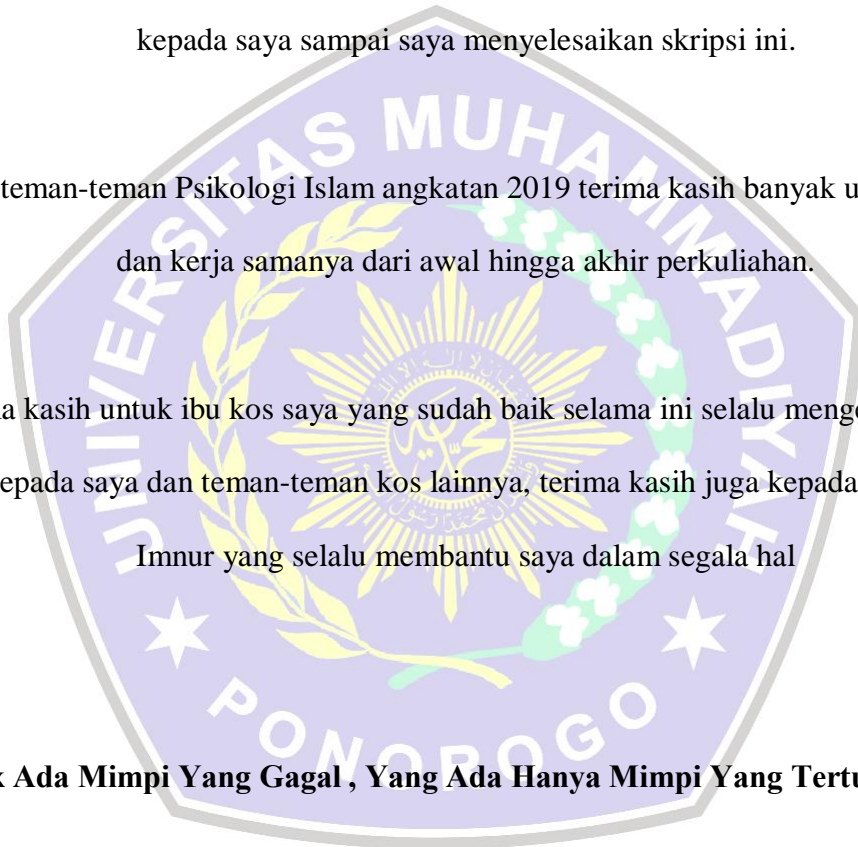 kepada saya sampai saya menyelesaikan skripsi ini.
teman-teman Psikologi Islam angkatan 2019 terima kasih banyak
dan kerja samanya dari awal hingga akhir perkuliahan.
kasih untuk ibu kos saya yang sudah baik selama ini selalu
epada saya dan teman-teman kos lainnya, terima kasih juga kepada
Imnur yang selalu membantu saya dalam segala hal
Ada Mimpi Yang Gagal , Yang Ada Hanya Mimpi Yang
UNIVERSITAS MUHAMMADIYAH
PONOROGO